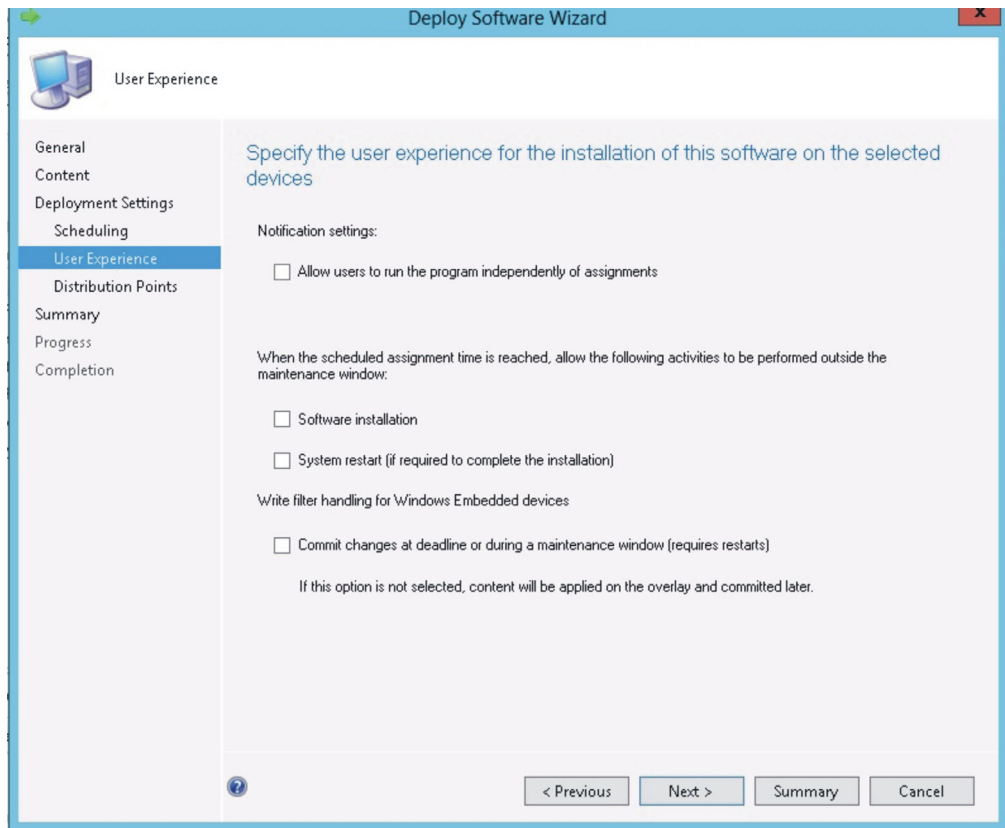 Deploy Software Wizard
x
User Experience
General
Content
Deployment Settings
Scheduling
User Experience
Distribution Points
Summary
Progress
Completion
Specify the user experience for the installation of this software on the selected
devices
Notification settings:
Allow users to run the program independently of assignments
When the scheduled assignment time is reached, allow the following activities to be performed outside the
maintenance window:
Software installation
System restart (if required to complete the installation)
Write filter handling for Windows Embedded devices
Commit changes at deadline or during a maintenance window (requires restarts)
If this option is not selected, content will be applied on the overlay and committed later.
?
< Previous
Next >
Summary
Cancel